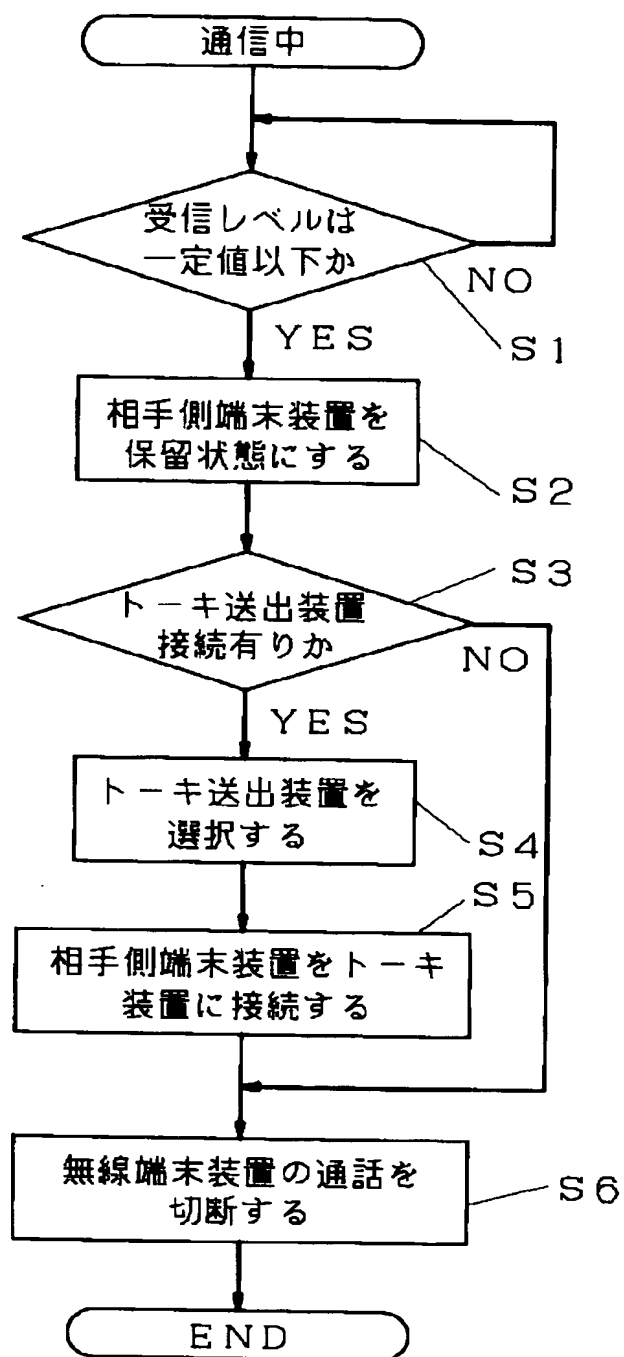 通信中
受信レベルは
一定値以下か
NO
S1
YES
相手側端末装置を
保留状態にする
S2
S3
トーキ送出装置
接続有りか
NO
YES
トーキ送出装置を
選択する
S4
S5
相手側端末装置をトーキ
装置に接続する
無線端末装置の通話を
切断する
S6
END